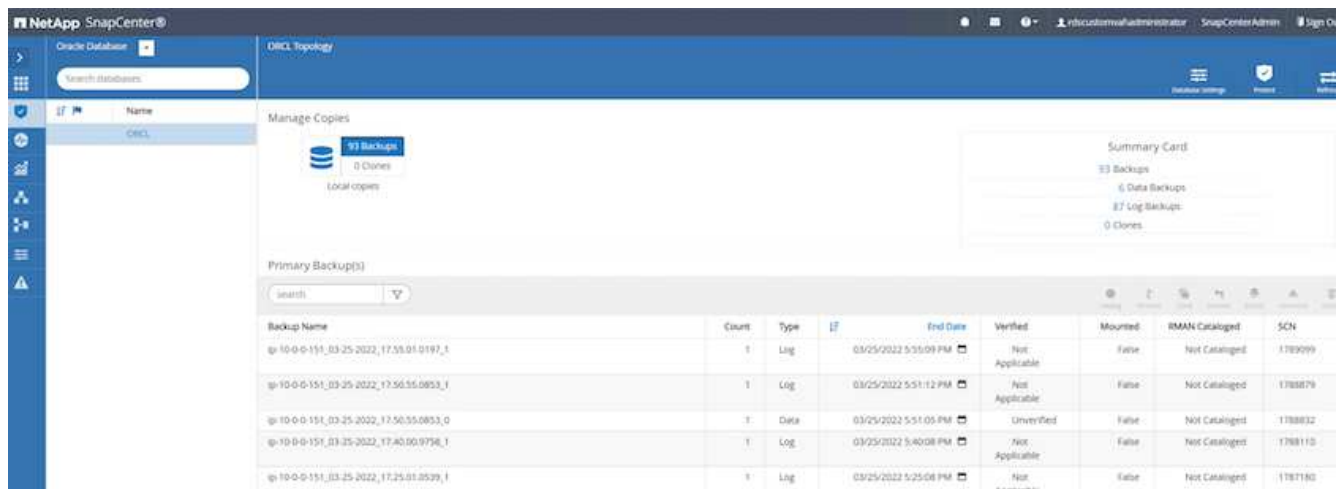 NetApp SnapCenter®
rdscustomval\administrator SnapCenterAdmin Sign Ou
Oracle Database
ORCL Topology
Search databases
Database Settings
Protect
Name
ORCL
Manage Copies
93 Backups
0 Clones
Local copies
Summary Card
93 Backups
6 Data Backups
87 Log Backups
0 Clones
Primary Backup(s)
search
Backup Name Count Type End Date Verified Mounted RMAN Cataloged SCN
ip-10-0-0-151_03-25-2022_17.55.01.0197_1 1 Log 03/25/2022 5:55:09 PM Not Applicable False Not Cataloged 1789099
ip-10-0-0-151_03-25-2022_17.50.55.0853_1 1 Log 03/25/2022 5:51:12 PM Not Applicable False Not Cataloged 1788879
ip-10-0-0-151_03-25-2022_17.50.55.0853_0 1 Data 03/25/2022 5:51:05 PM Unverified False Not Cataloged 1788832
ip-10-0-0-151_03-25-2022_17.40.00.9758_1 1 Log 03/25/2022 5:40:08 PM Not Applicable False Not Cataloged 1788110
ip-10-0-0-151_03-25-2022_17.25.01.0539_1 1 Log 03/25/2022 5:25:08 PM Not False Not Cataloged 1787180